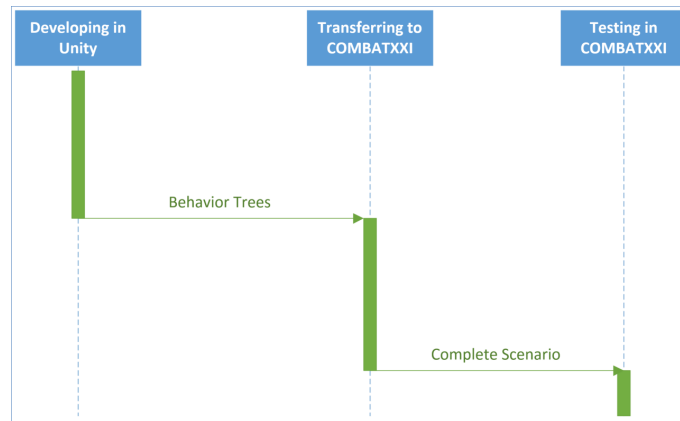 Developing in
Unity
Transferring to
COMBATXXI
Testing in
COMBATXXI
Behavior Trees
Complete Scenario